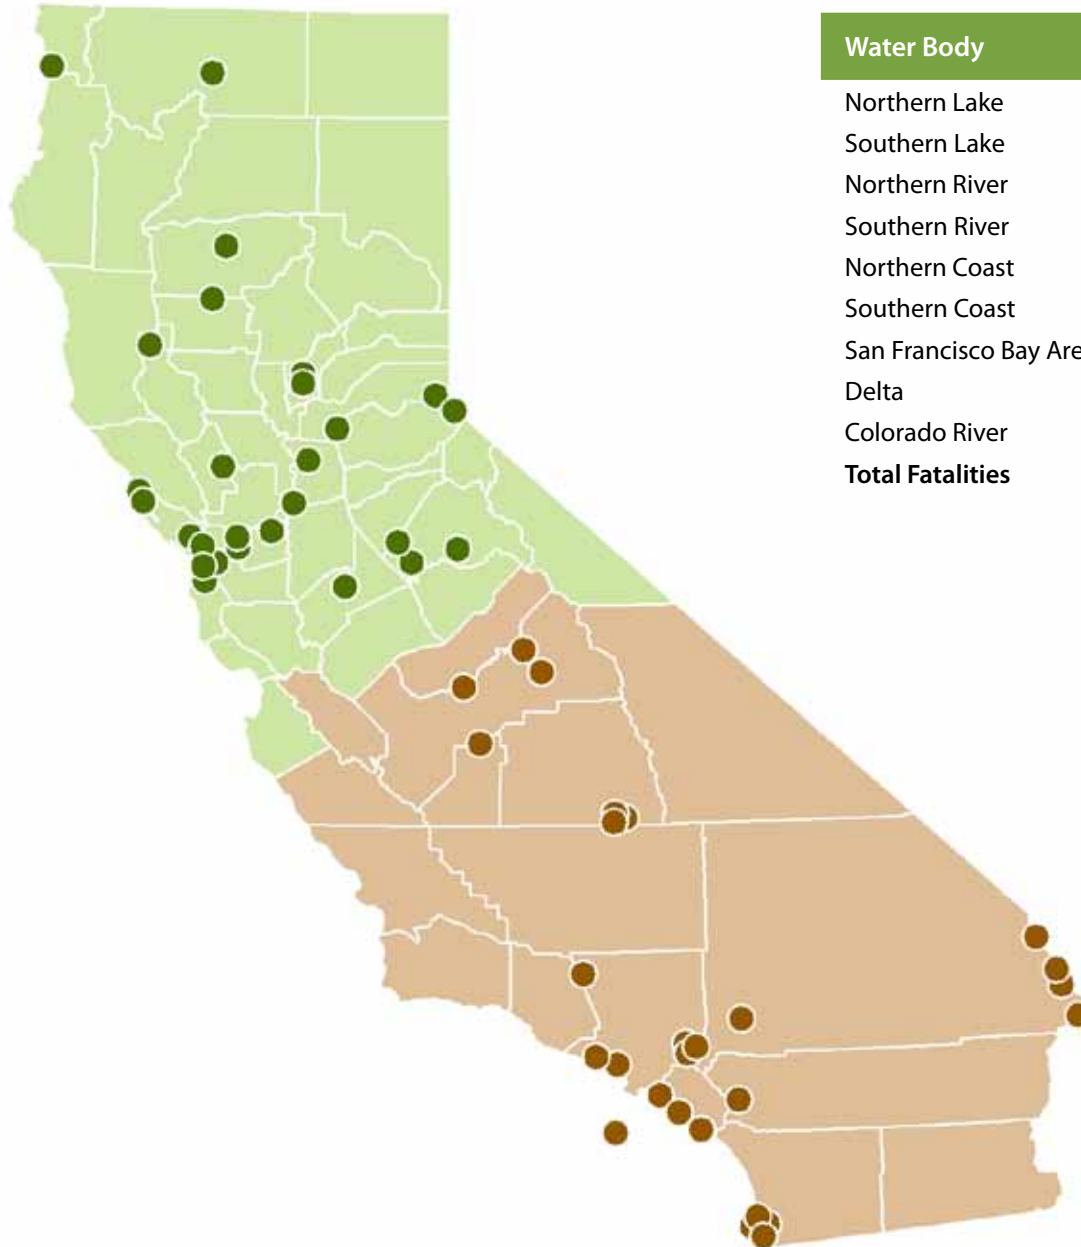 Water Body
Northern Lake
Southern Lake
Northern River
Southern River
Northern Coast
Southern Coast
San Francisco Bay Are
Delta
Colorado River
Total Fatalities